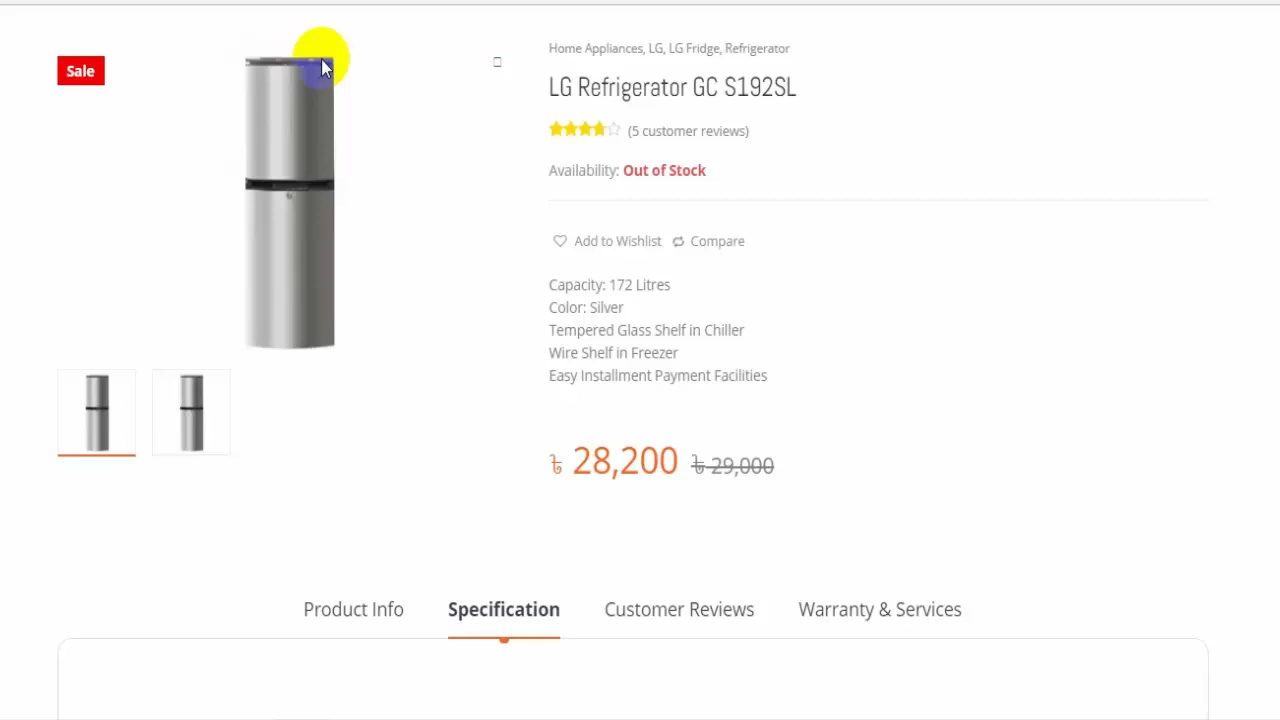 Sale
Home Appliances, LG, LG Fridge, Refrigerator
LG Refrigerator GC S192SL
(5 customer reviews)
Availability: Out of Stock
Add to Wishlist Compare
Capacity: 172 Litres
Color: Silver
Tempered Glass Shelf in Chiller
Wire Shelf in Freezer
Easy Installment Payment Facilities
৳ 28,200 ৳ 29,000
Product Info Specification Customer Reviews Warranty & Services